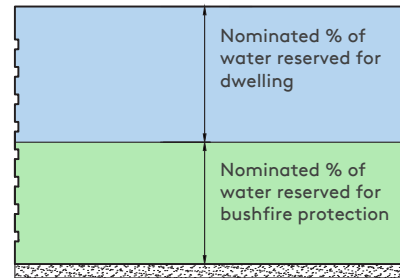 Nominated % of
water reserved for
dwelling
Nominated % of
water reserved for
bushfire protection